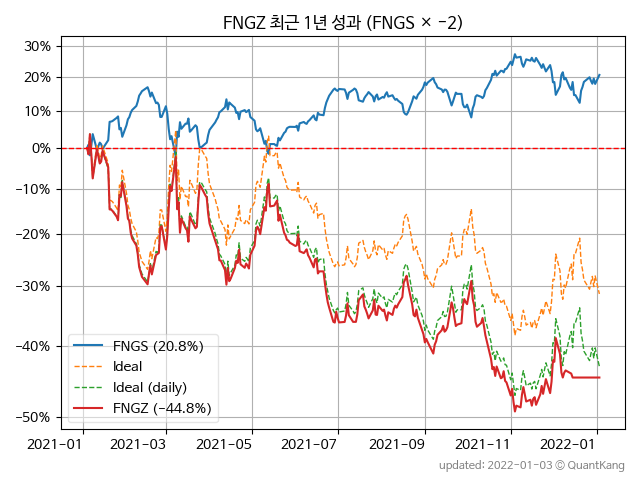 FNGZ 최근 1년 성과 (FNGS × −2)
30%
20%
10%
0%
−10%
−20%
−30%
−40%
−50%
FNGS (20.8%)
Ideal
Ideal (daily)
FNGZ (−44.8%)
2021-01
2021-03
2021-05
2021-07
2021-09
2021-11
2022-01
updated: 2022-01-03 ⓒ QuantKang